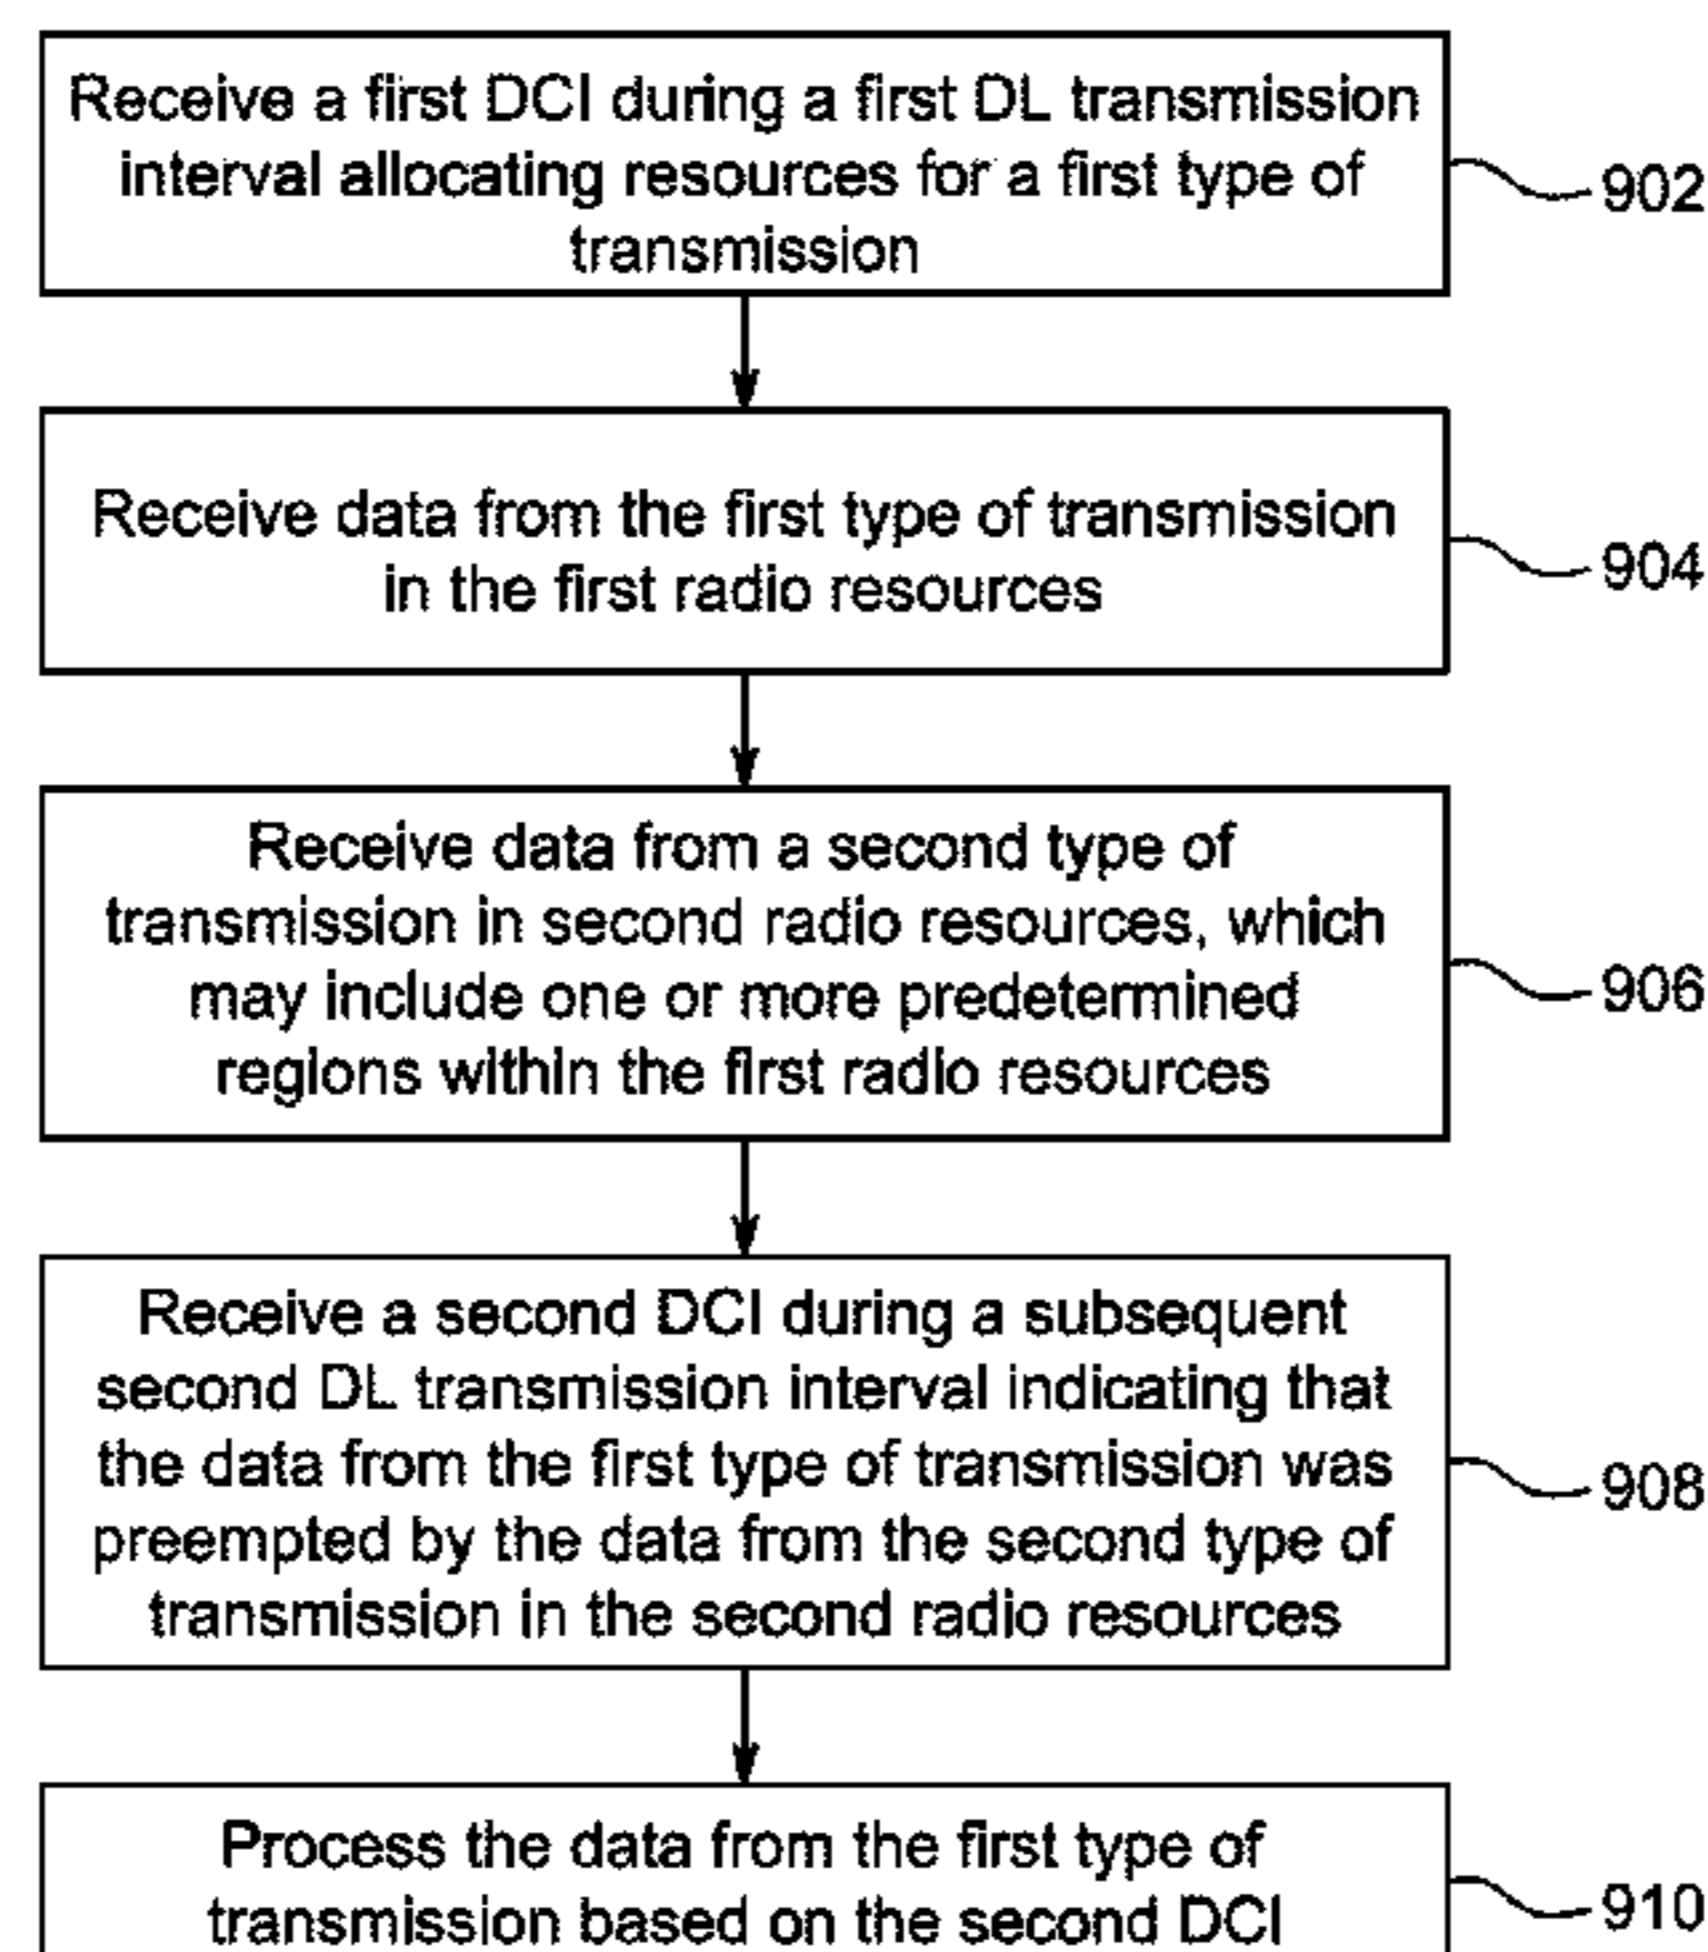 Receive a first DCI during a first DL transmission
interval allocating resources for a first type of
transmission
902
Receive data from the first type of transmission
in the first radio resources
904
Receive data from a second type of
transmission in second radio resources, which
may include one or more predetermined
regions within the first radio resources
906
Receive a second DCI during a subsequent
second DL transmission interval indicating that
the data from the first type of transmission was
preempted by the data from the second type of
transmission in the second radio resources
908
Process the data from the first type of
transmission based on the second DCI
910